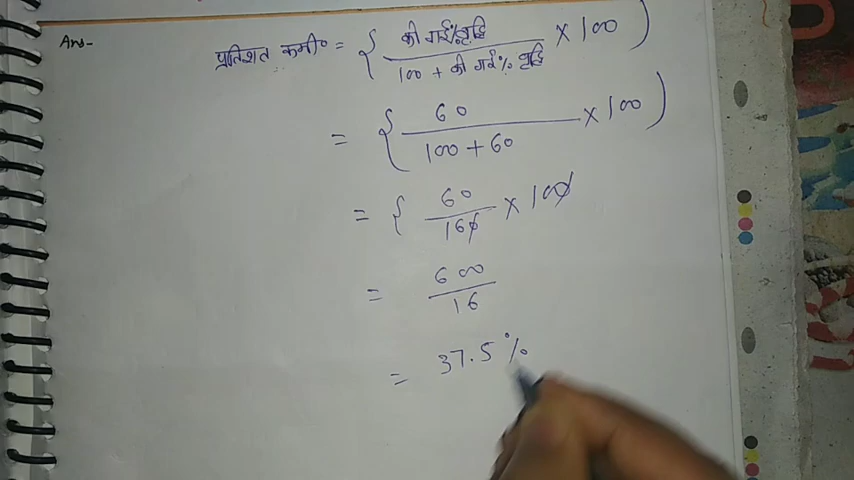 Ans-
प्रतिशत कमी% = { की गई % वृद्धि / 100 + की गई % वृद्धि × 100 )
= { 60 / 100 + 60 × 100 )
= { 60 / 160 × 100
= 600 / 16
= 37.5%